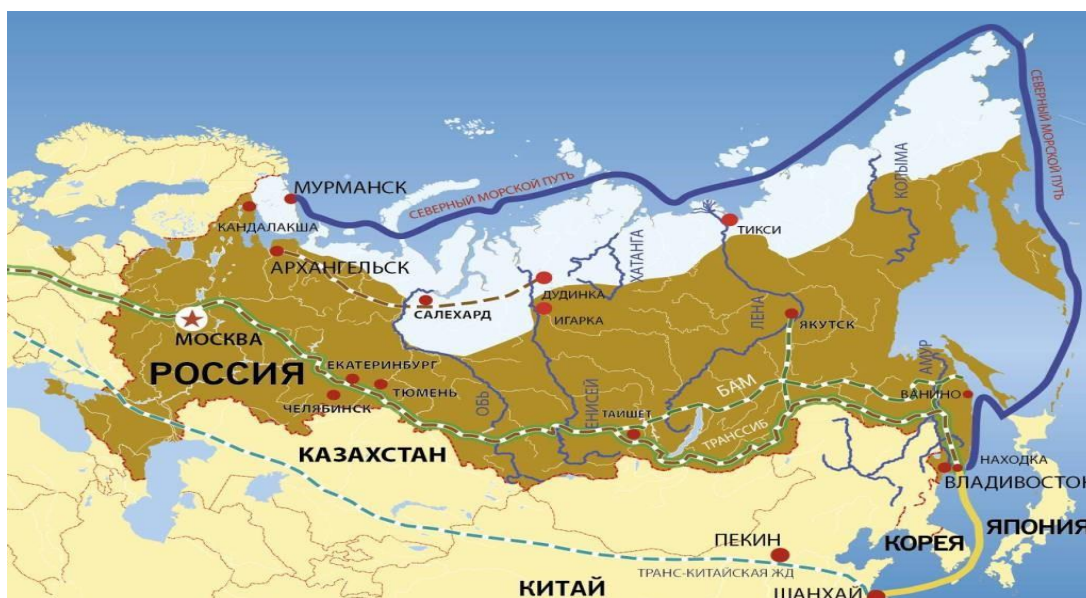 СЕВЕРНЫЙ МОРСКОЙ ПУТЬ
СЕВЕРНЫЙ МОРСКОЙ ПУТЬ
МУРМАНСК
КАНДАЛАКША
АРХАНГЕЛЬСК
КОЛЫМА
ТИКСИ
ХАТАНГА
ДУДИНКА
САЛЕХАРД
ИГАРКА
ЛЕНА
ЯКУТСК
МОСКВА
РОССИЯ
ЕКАТЕРИНБУРГ
ТЮМЕНЬ
ЧЕЛЯБИНСК
ОБЬ
ЕНИСЕЙ
ТАЙШЕТ
БАМ
ТРАНССИБ
АМУР
ВАНИНО
КАЗАХСТАН
НАХОДКА
ВЛАДИВОСТОК
ЯПОНИЯ
КОРЕЯ
ПЕКИН
ТРАНС-КИТАЙСКАЯ ЖД
КИТАЙ
ШАНХАЙ